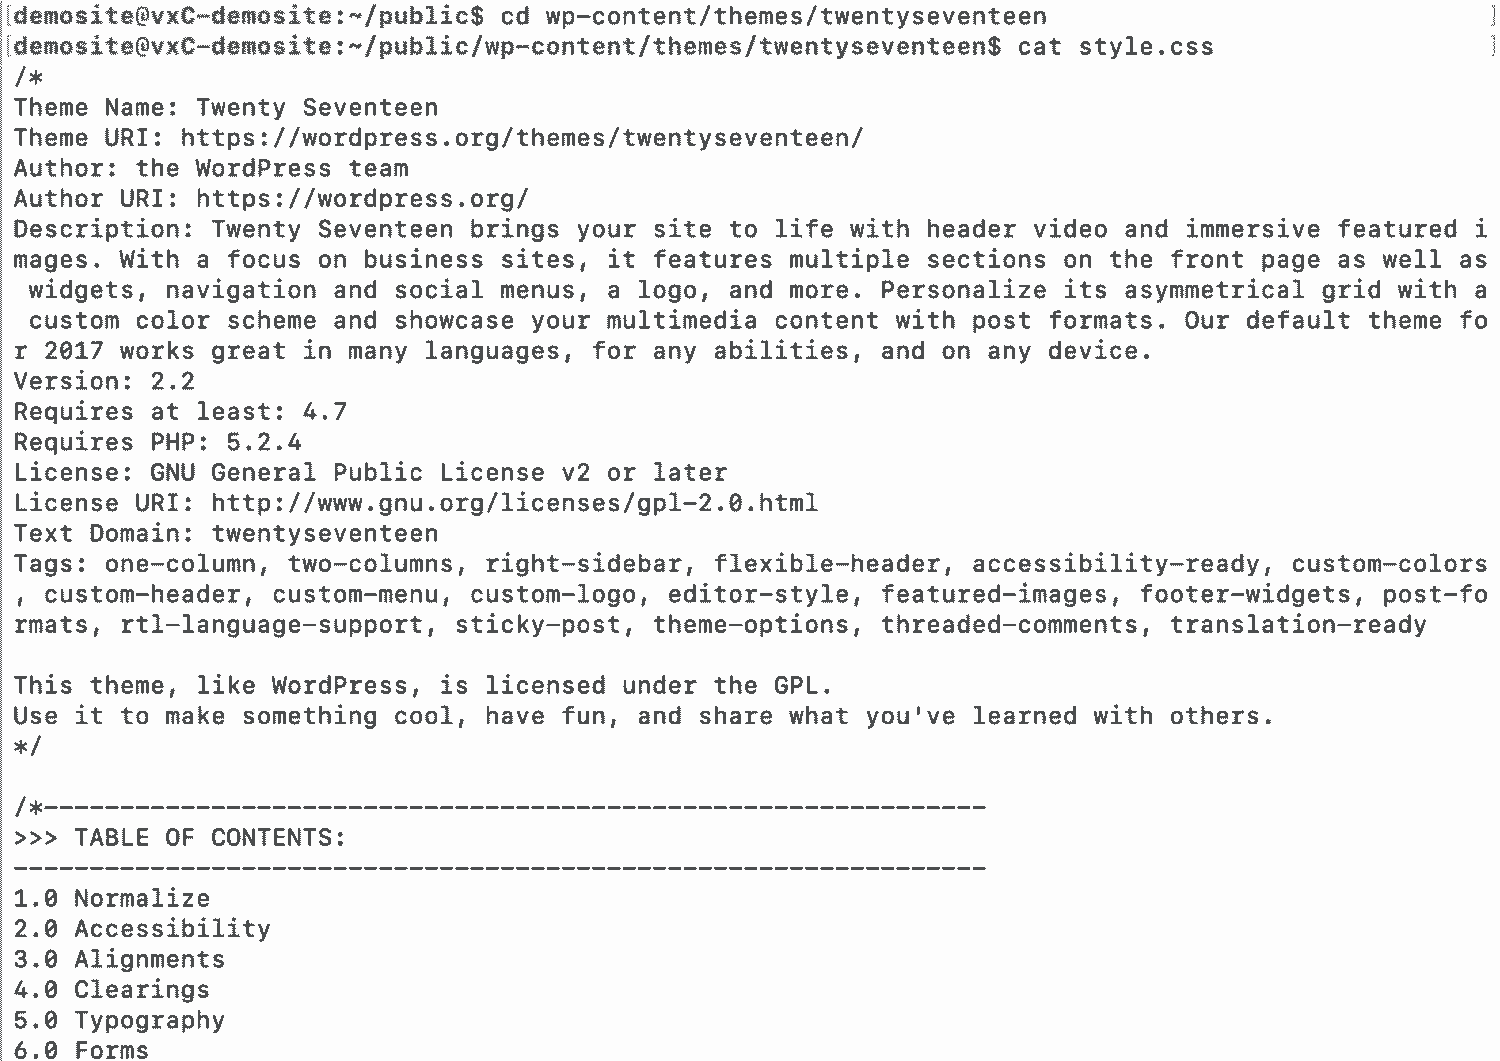 [demosite@vxC-demosite:~/public$ cd wp-content/themes/twentyseventeen ]
[demosite@vxC-demosite:~/public/wp-content/themes/twentyseventeen$ cat style.css ]
/*
Theme Name: Twenty Seventeen
Theme URI: https://wordpress.org/themes/twentyseventeen/
Author: the WordPress team
Author URI: https://wordpress.org/
Description: Twenty Seventeen brings your site to life with header video and immersive featured i
mages. With a focus on business sites, it features multiple sections on the front page as well as
 widgets, navigation and social menus, a logo, and more. Personalize its asymmetrical grid with a
 custom color scheme and showcase your multimedia content with post formats. Our default theme fo
r 2017 works great in many languages, for any abilities, and on any device.
Version: 2.2
Requires at least: 4.7
Requires PHP: 5.2.4
License: GNU General Public License v2 or later
License URI: http://www.gnu.org/licenses/gpl-2.0.html
Text Domain: twentyseventeen
Tags: one-column, two-columns, right-sidebar, flexible-header, accessibility-ready, custom-colors
, custom-header, custom-menu, custom-logo, editor-style, featured-images, footer-widgets, post-fo
rmats, rtl-language-support, sticky-post, theme-options, threaded-comments, translation-ready

This theme, like WordPress, is licensed under the GPL.
Use it to make something cool, have fun, and share what you've learned with others.
*/

/*--------------------------------------------------------------
>>> TABLE OF CONTENTS:
----------------------------------------------------------------
1.0 Normalize
2.0 Accessibility
3.0 Alignments
4.0 Clearings
5.0 Typography
6.0 Forms